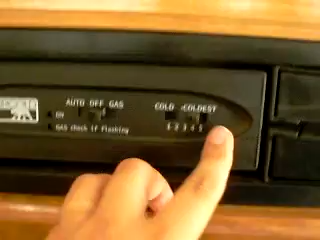 AUTO OFF GAS
COLD COLDEST
ON
GAS check if flashing
1 2 3 4 5